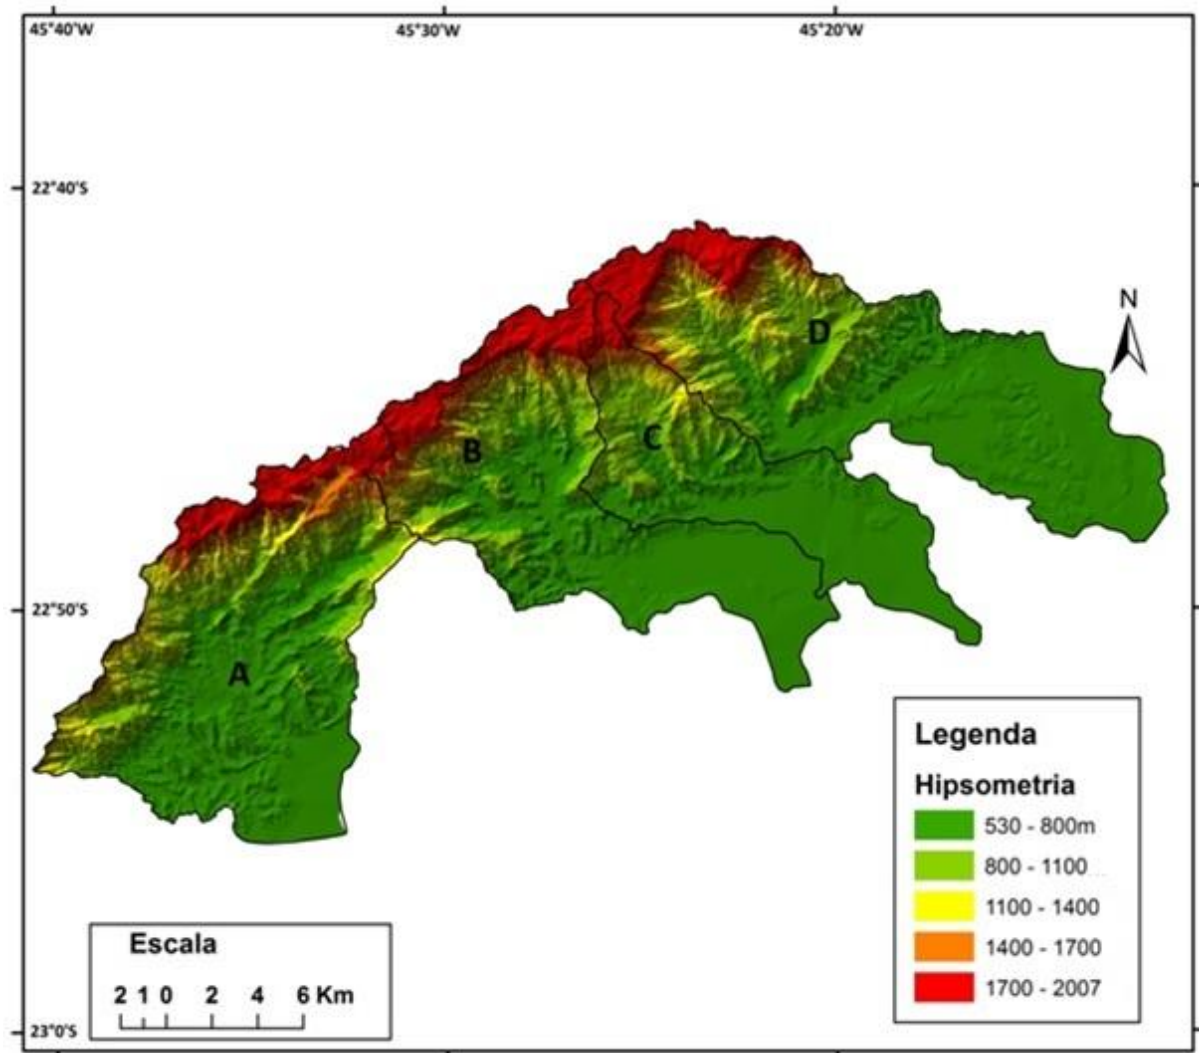 45°40'W 45°30'W 45°20'W
22°40'S
N
D
B
C
22°50'S
A
Legenda
Hipsometria
530 - 800m
800 - 1100
1100 - 1400
1400 - 1700
1700 - 2007
Escala
2 1 0 2 4 6 Km
23°0'S